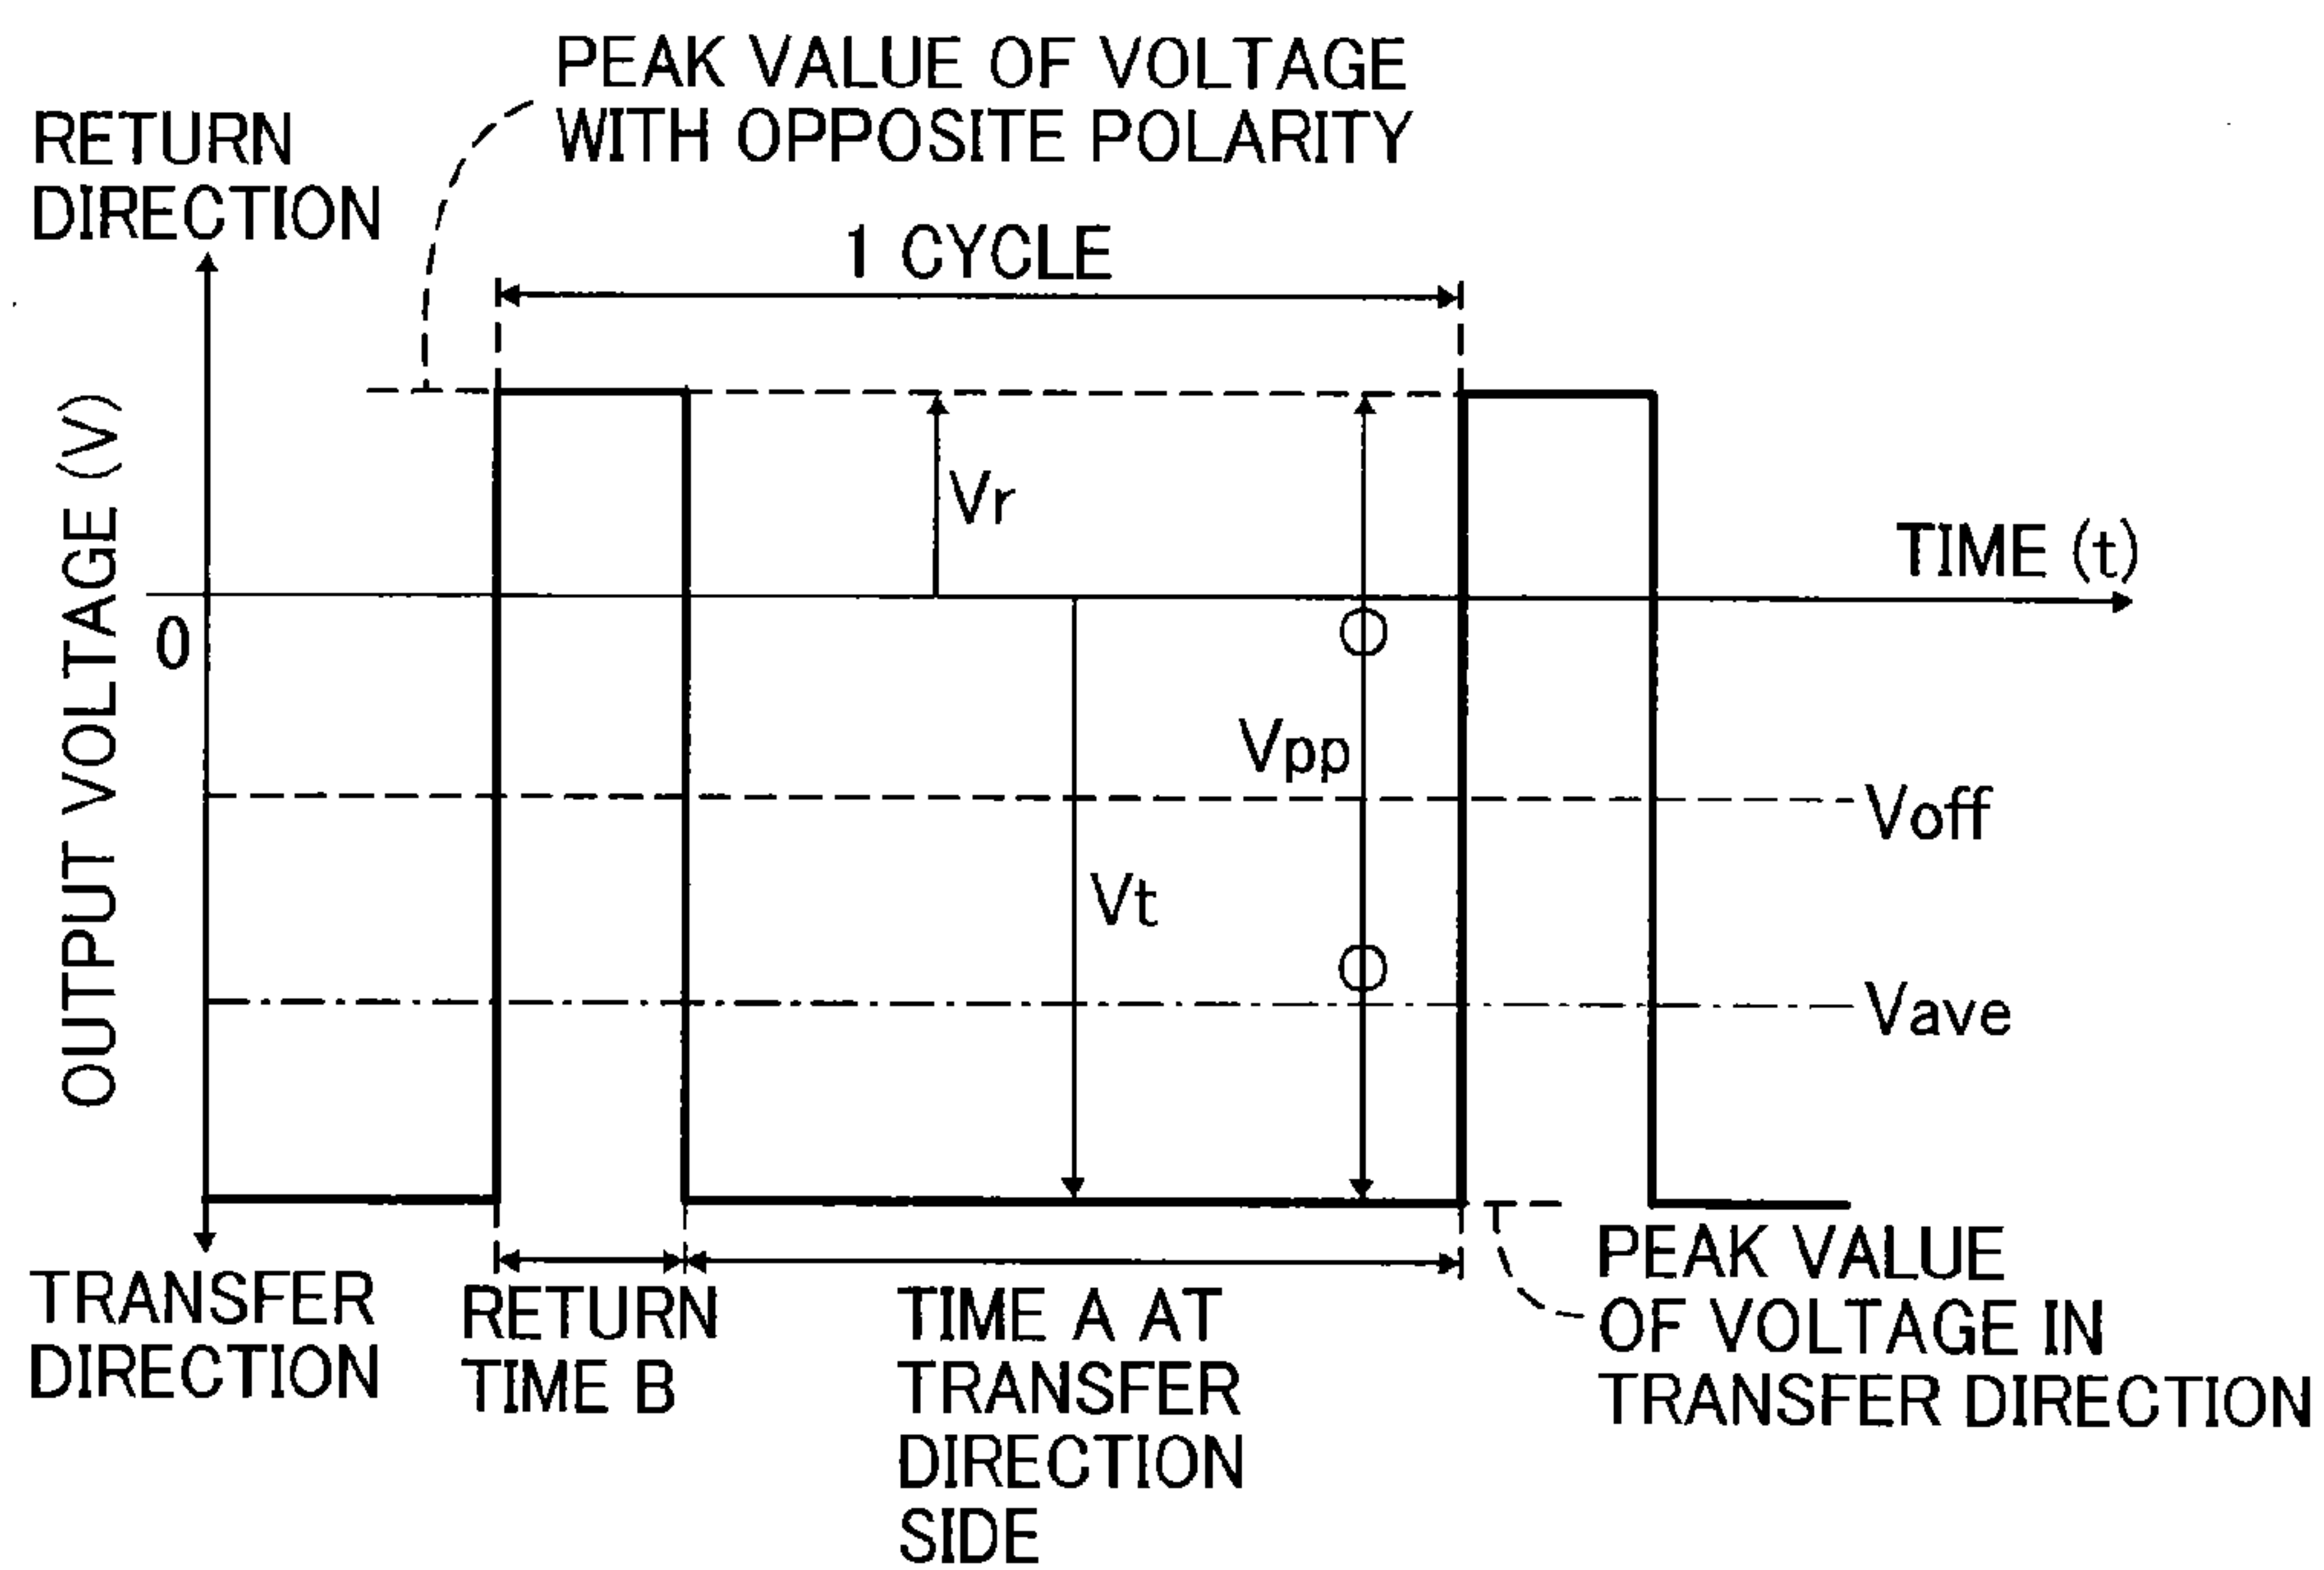 PEAK VALUE OF VOLTAGE
WITH OPPOSITE POLARITY
RETURN
DIRECTION
1 CYCLE
OUTPUT VOLTAGE (V)
Vr
TIME (t)
0
Vpp
Voff
Vt
Vave
TRANSFER
DIRECTION
RETURN
TIME B
TIME A AT
TRANSFER
DIRECTION
SIDE
PEAK VALUE
OF VOLTAGE IN
TRANSFER DIRECTION